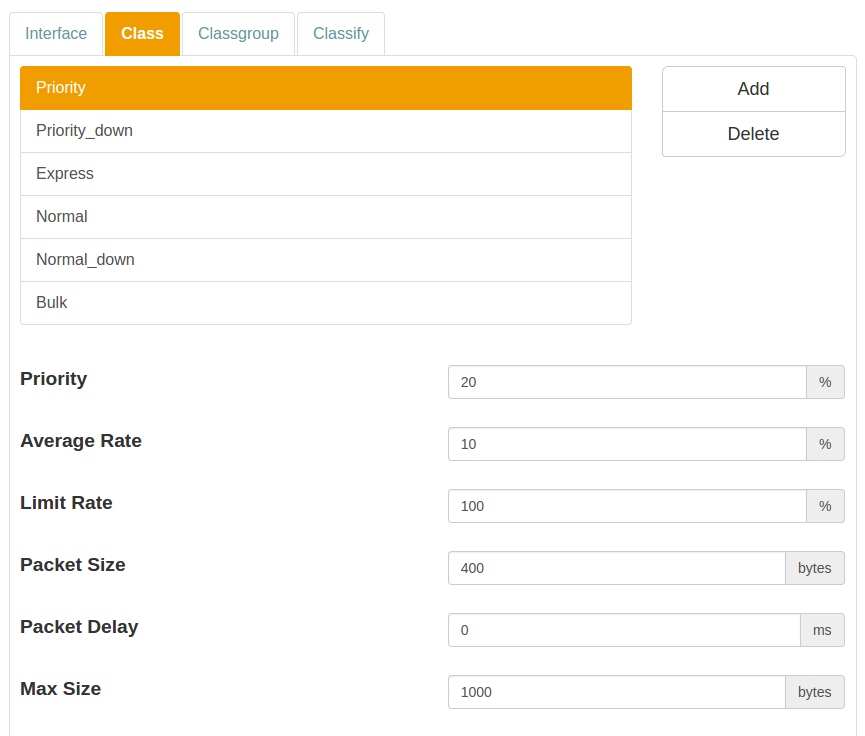 Interface Class Classgroup Classify
Priority
Add
Priority_down
Delete
Express
Normal
Normal_down
Bulk
Priority 20 %
Average Rate 10 %
Limit Rate 100 %
Packet Size 400 bytes
Packet Delay 0 ms
Max Size 1000 bytes